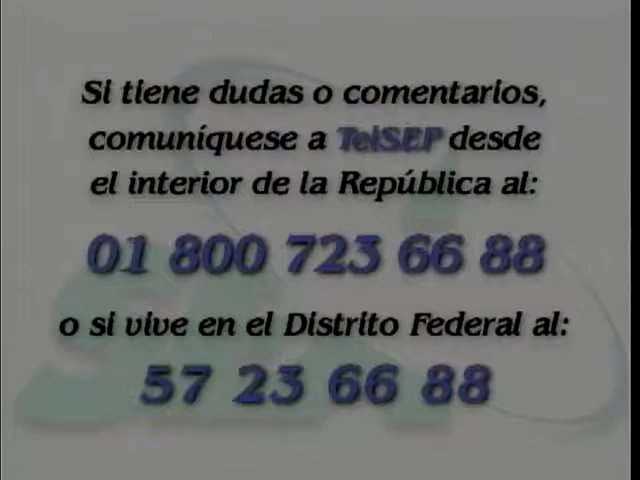 Si tiene dudas o comentarios,
comuníquese a TelSEP desde
el interior de la República al:
01 800 723 66 88
o si vive en el Distrito Federal al:
57 23 66 88